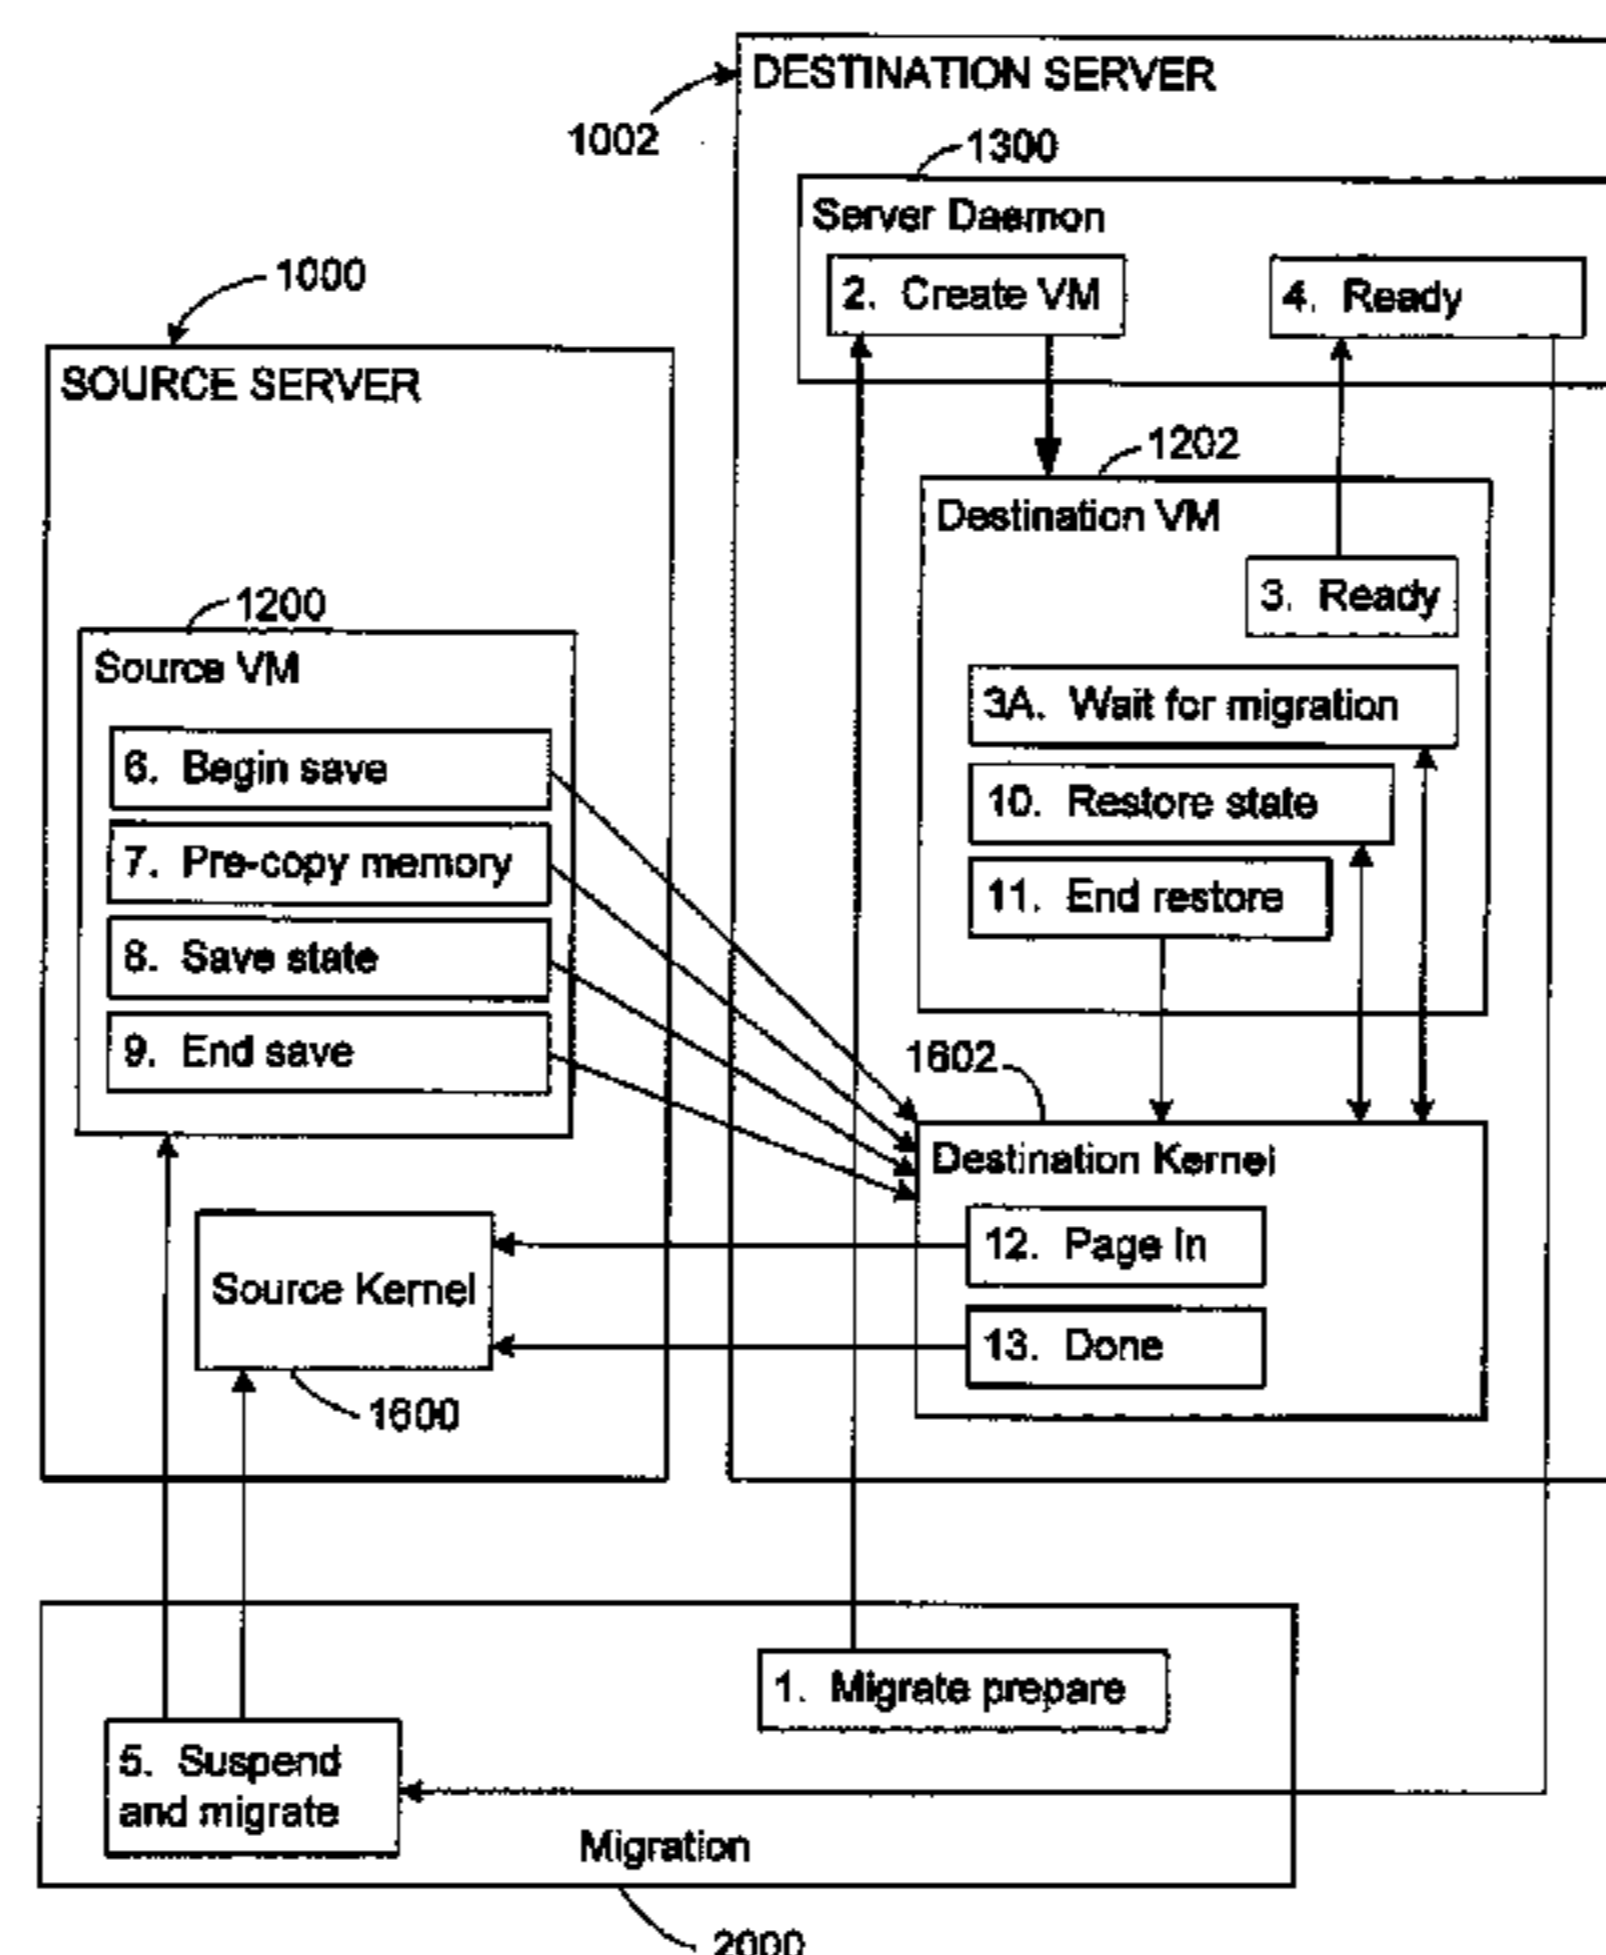 DESTINATION SERVER
1002
1300
Server Daemon
2. Create VM
4. Ready
1000
SOURCE SERVER
1202
Destination VM
3. Ready
1200
Source VM
3A. Wait for migration
6. Begin save
10. Restore state
7. Pre-copy memory
11. End restore
8. Save state
9. End save
1602
Destination Kernel
12. Page In
Source Kernel
13. Done
1600
1. Migrate prepare
5. Suspend
and migrate
Migration
2000